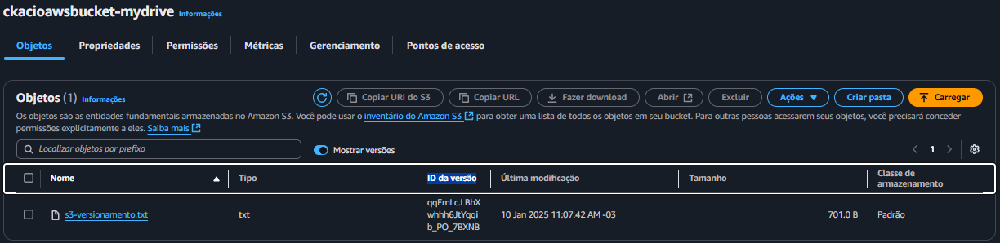 ckacioawsbucket-mydrive Informações
Objetos Propriedades Permissões Métricas Gerenciamento Pontos de acesso
Objetos (1) Informações Copiar URI do S3 Copiar URL Fazer download Abrir Excluir Ações Criar pasta Carregar
Os objetos são as entidades fundamentais armazenadas no Amazon S3. Você pode usar o inventário do Amazon S3 para obter uma lista de todos os objetos em seu bucket. Para outras pessoas acessarem seus objetos, você precisará conceder
permissões explicitamente a eles. Saiba mais
Localizar objetos por prefixo Mostrar versões 1
Nome Tipo ID da versão Última modificação Tamanho Classe de
armazenamento
s3-versionamento.txt txt qqEmLc.LBhX 10 Jan 2025 11:07:42 AM -03 701.0 B Padrão
whhh6JtYqqi
b_PO_7BXNB